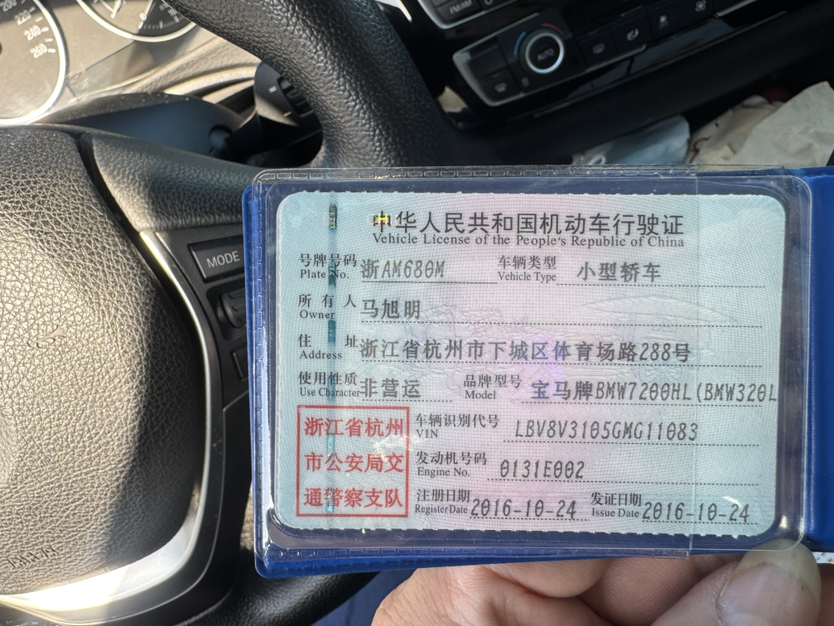 220
240
260
AUTO
MODE
中华人民共和国机动车行驶证
Vehicle License of the People's Republic of China
号牌号码 浙AM680M 车辆类型 小型轿车
Plate No. Vehicle Type
所有人 马旭明
Owner
住址 浙江省杭州市下城区体育场路288号
Address
使用性质 非营运 品牌型号 宝马牌BMW7200HL(BMW320L
Use Character Model
浙江省杭州
市公安局交
通警察支队
车辆识别代号 LBV8V3105GMG11083
VIN
发动机号码 0131E002
Engine No.
注册日期 2016-10-24 发证日期 2016-10-24
Register Date Issue Date